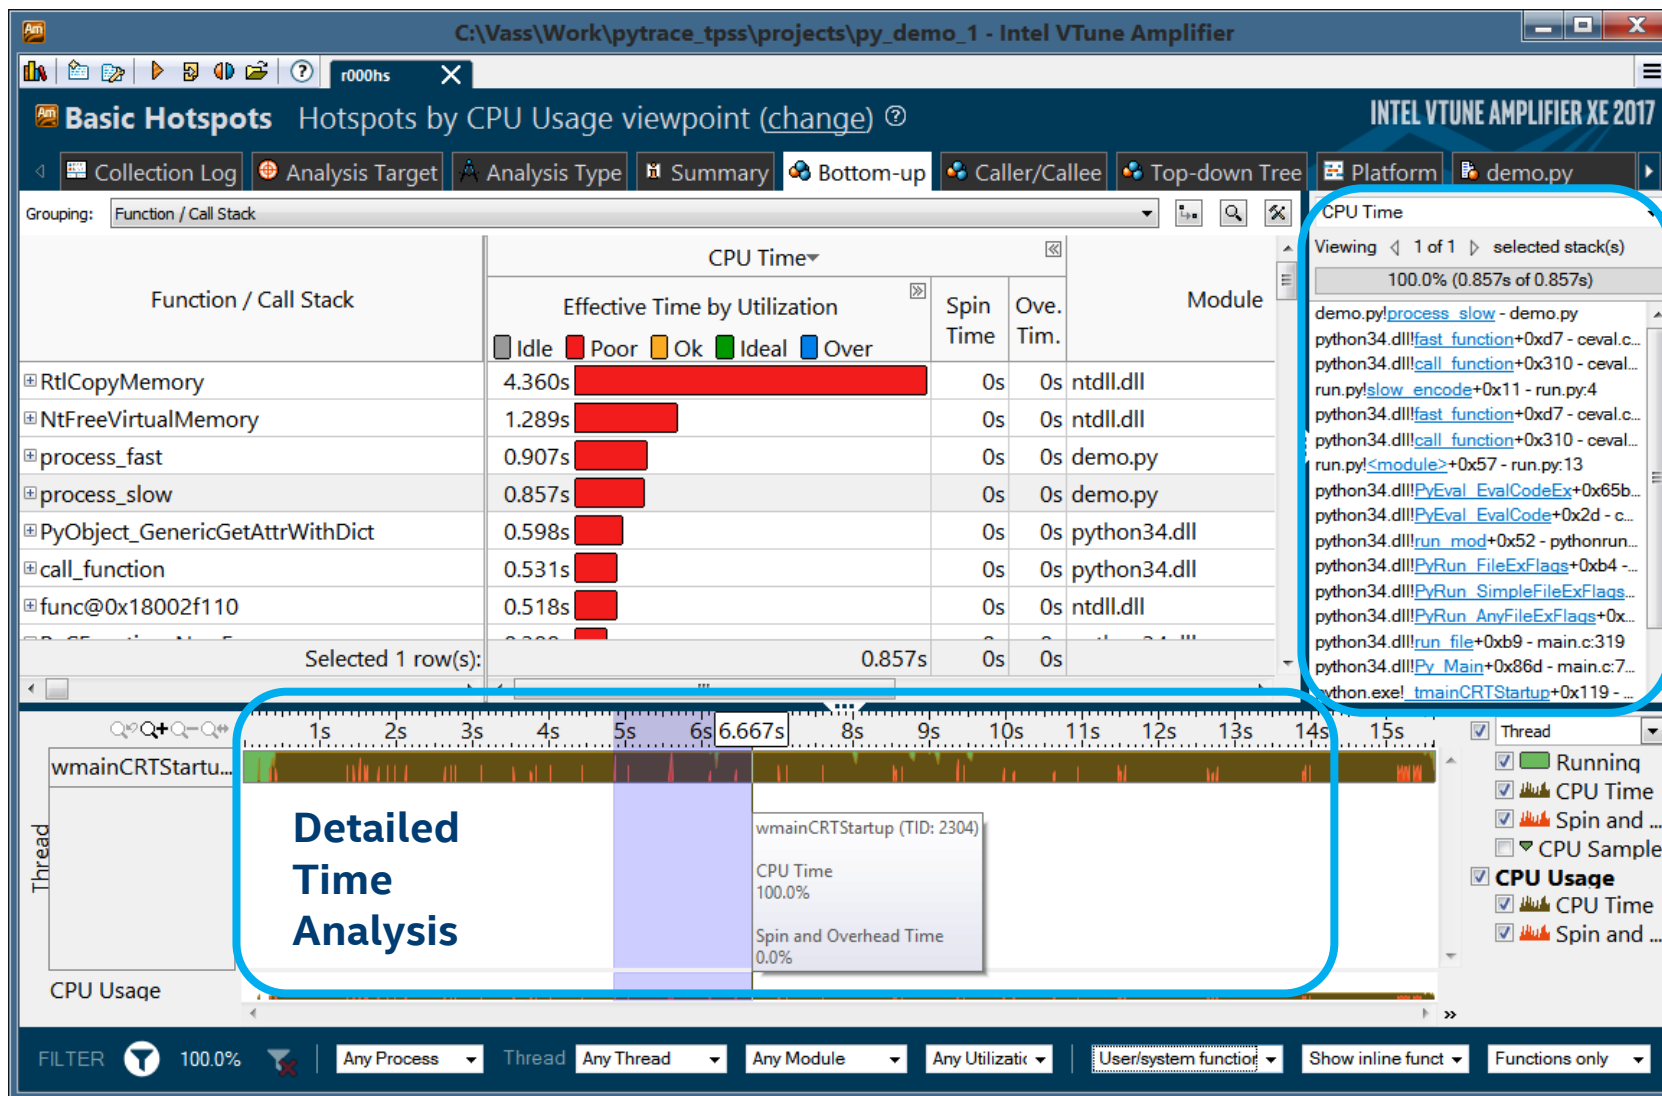 C:\Vass\Work\pytrace_tpss\projects\py_demo_1 - Intel VTune Amplifier
r000hs
Basic Hotspots Hotspots by CPU Usage viewpoint (change)
INTEL VTUNE AMPLIFIER XE 2017
Collection Log Analysis Target Analysis Type Summary Bottom-up Caller/Callee Top-down Tree Platform demo.py
Grouping: Function / Call Stack
Function / Call Stack
CPU Time
Effective Time by Utilization
Idle Poor Ok Ideal Over
Spin Time
Ove. Tim.
Module
RtlCopyMemory 4.360s 0s 0s ntdll.dll
NtFreeVirtualMemory 1.289s 0s 0s ntdll.dll
process_fast 0.907s 0s 0s demo.py
process_slow 0.857s 0s 0s demo.py
PyObject_GenericGetAttrWithDict 0.598s 0s 0s python34.dll
call_function 0.531s 0s 0s python34.dll
func@0x18002f110 0.518s 0s 0s ntdll.dll
Selected 1 row(s): 0.857s 0s 0s
CPU Time
Viewing 1 of 1 selected stack(s)
100.0% (0.857s of 0.857s)
demo.py!process_slow - demo.py
python34.dll!fast_function+0xd7 - ceval.c...
python34.dll!call_function+0x310 - ceval...
run.py!slow_encode+0x11 - run.py:4
python34.dll!fast_function+0xd7 - ceval.c...
python34.dll!call_function+0x310 - ceval...
run.py!<module>+0x57 - run.py:13
python34.dll!PyEval_EvalCodeEx+0x65b...
python34.dll!PyEval_EvalCode+0x2d - c...
python34.dll!run_mod+0x52 - pythonrun...
python34.dll!PyRun_FileExFlags+0xb4 -...
python34.dll!PyRun_SimpleFileExFlags...
python34.dll!PyRun_AnyFileExFlags+0x...
python34.dll!run_file+0xb9 - main.c:319
python34.dll!Py_Main+0x86d - main.c:7...
python.exe!_tmainCRTStartup+0x119 - ...
1s 2s 3s 4s 5s 6s 6.667s 8s 9s 10s 11s 12s 13s 14s 15s
wmainCRTStartu...
Thread
Detailed
Time
Analysis
wmainCRTStartup (TID: 2304)
CPU Time
100.0%
Spin and Overhead Time
0.0%
CPU Usage
Thread
Running
CPU Time
Spin and ...
CPU Sample
CPU Usage
CPU Time
Spin and ...
FILTER 100.0% Any Process Thread Any Thread Any Module Any Utilizatic User/system function Show inline funct Functions only